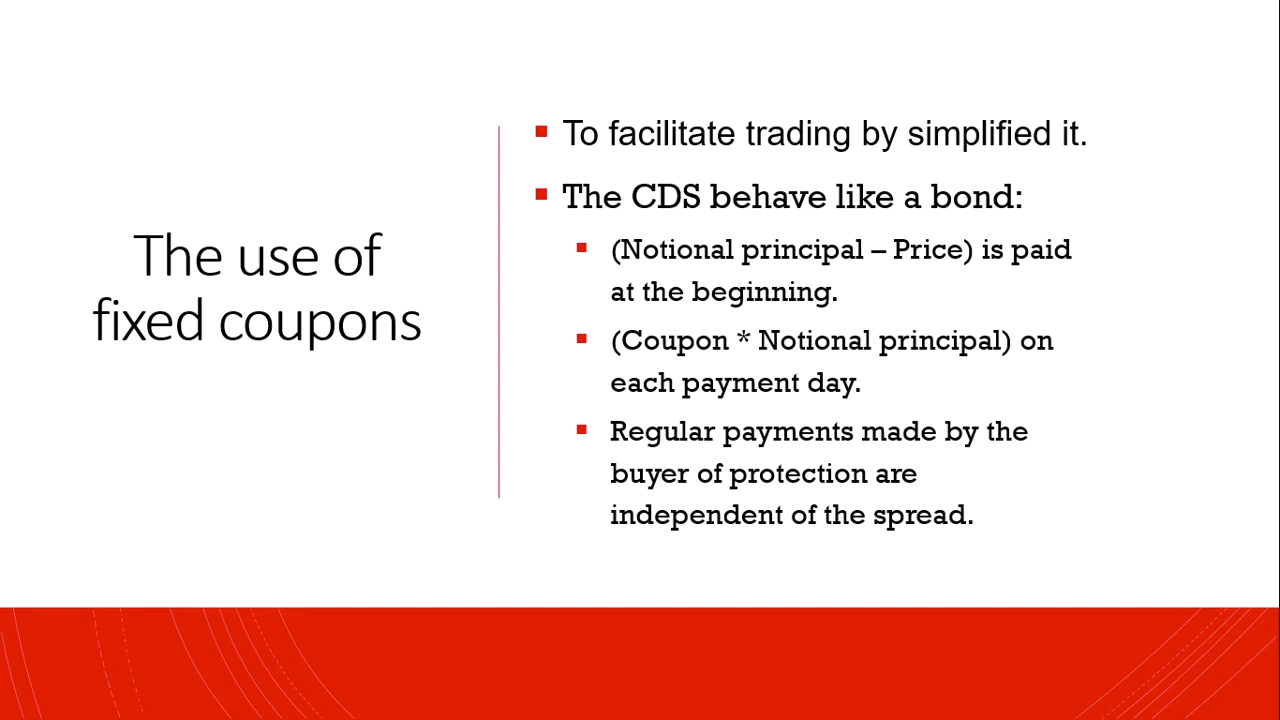 The use of
fixed coupons
To facilitate trading by simplified it.
The CDS behave like a bond:
(Notional principal – Price) is paid
at the beginning.
(Coupon * Notional principal) on
each payment day.
Regular payments made by the
buyer of protection are
independent of the spread.